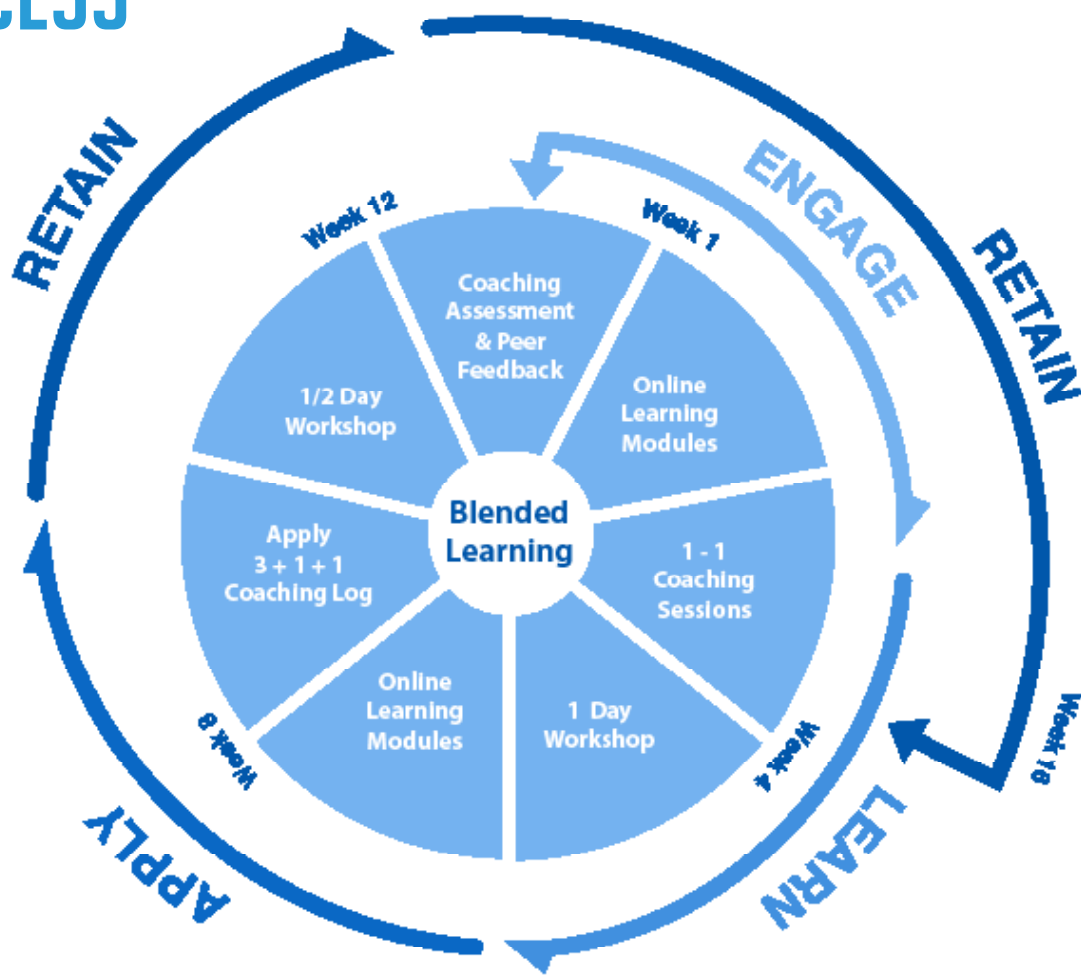 RETAIN
ENGAGE
RETAIN
Week 12
Week 1
Coaching
Assessment
& Peer
Feedback
Online
Learning
Modules
1 - 1
Coaching
Sessions
1 Day
Workshop
Online
Learning
Modules
Apply
3 + 1 + 1
Coaching Log
1/2 Day
Workshop
Blended
Learning
Week 4
Week 8
LEARN
APPLY